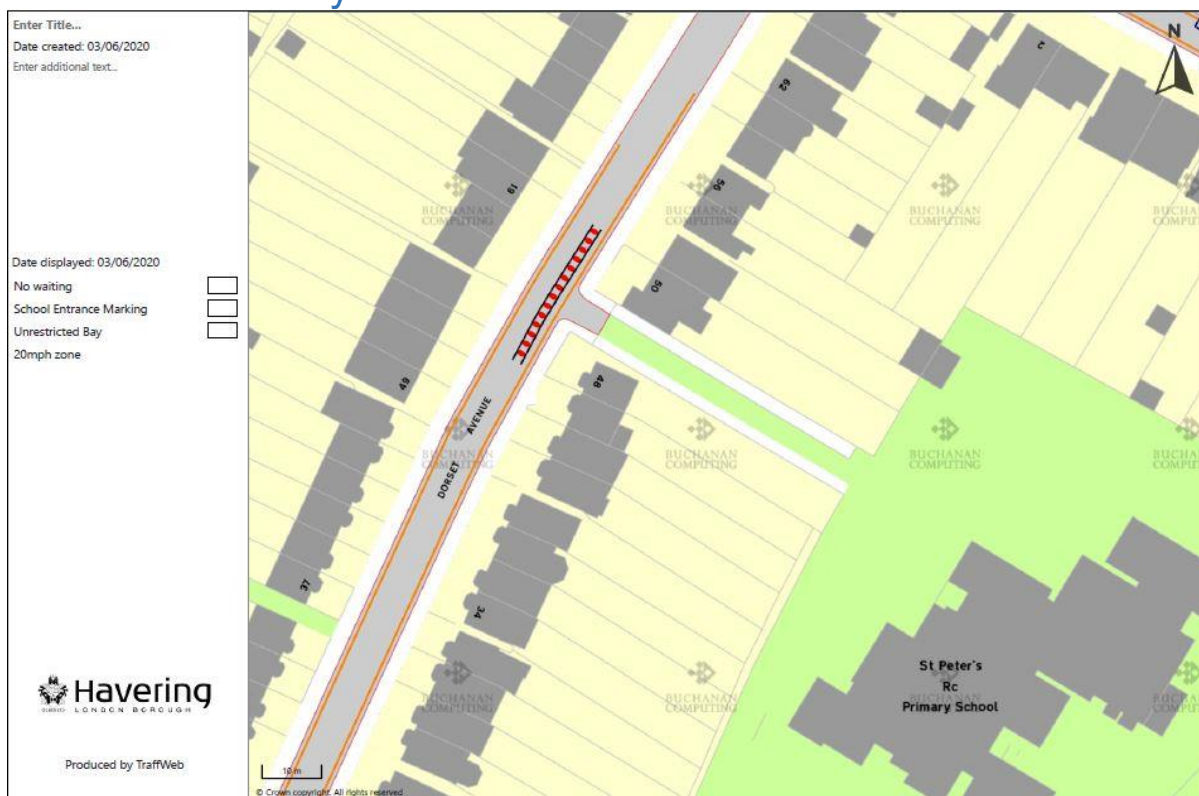 Enter Title...
Date created: 03/06/2020
Enter additional text...
Date displayed: 03/06/2020
No waiting
School Entrance Marking
Unrestricted Bay
20mph zone
Havering
LONDON BOROUGH
Produced by TraffWeb
N
2
62
61
56
50
49
48
DORSET AVENUE
37
34
St Peter's
Rc
Primary School
BUCHANAN
COMPUTING
10 m
© Crown copyright. All rights reserved